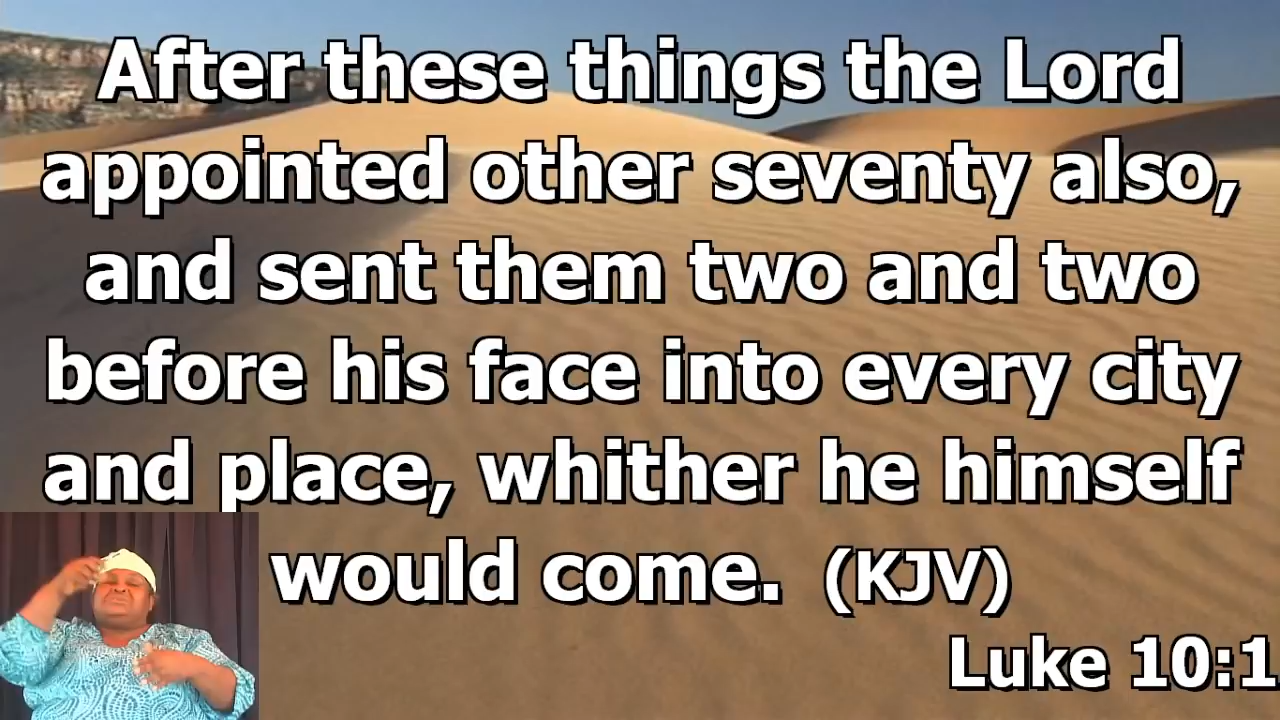 After these things the Lord
appointed other seventy also,
and sent them two and two
before his face into every city
and place, whither he himself
would come. (KJV)
Luke 10:1